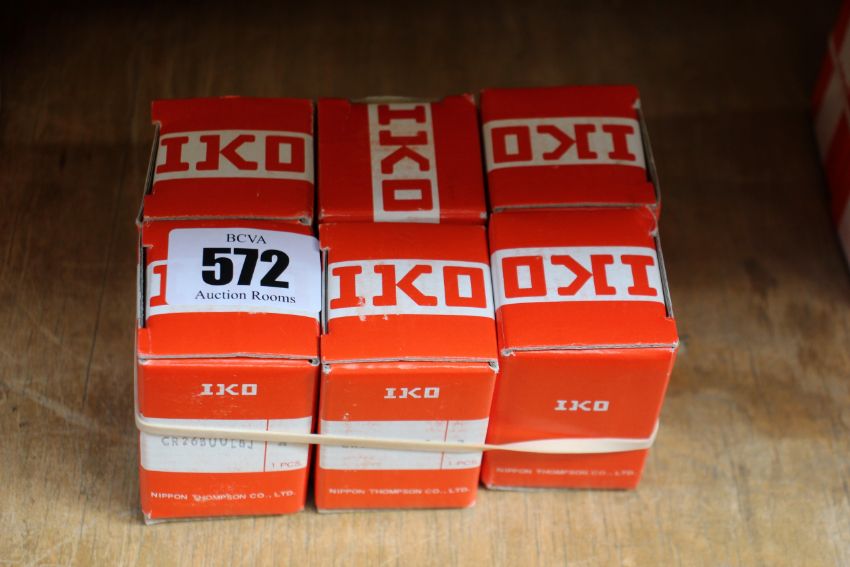 IKO
IKO
IKO
BCVA
572
Auction Rooms
I
IKO
IKO
IKO
IKO
IKO
1 PCS.
1 PCS.
NIPPON THOMPSON CO., LTD.
NIPPON THOMPSON CO., LTD.
NIPPON THOMPSON CO., LTD.